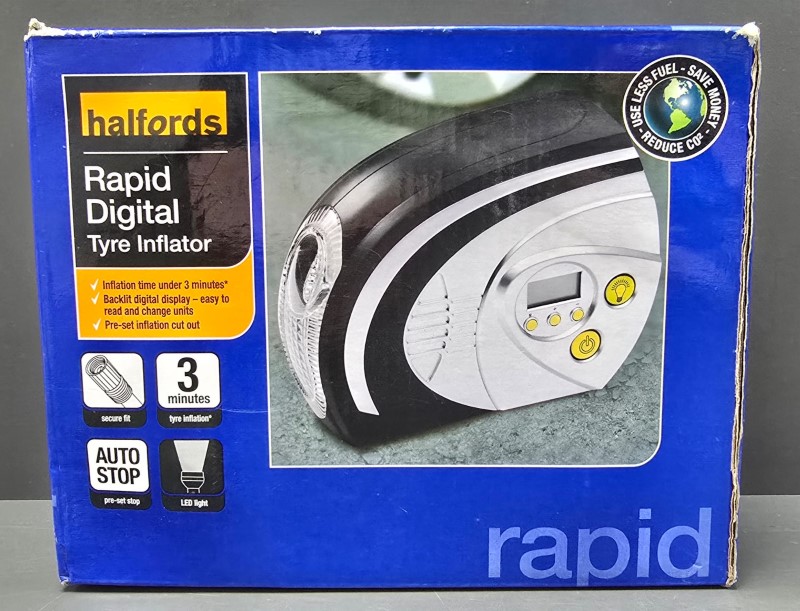 halfords
Rapid
Digital
Tyre Inflator
✓ Inflation time under 3 minutes*
✓ Backlit digital display – easy to
read and change units
✓ Pre-set inflation cut out
secure fit
3
minutes
tyre inflation*
AUTO
STOP
pre-set stop
LED light
USE LESS FUEL - SAVE MONEY - REDUCE CO² -
rapid